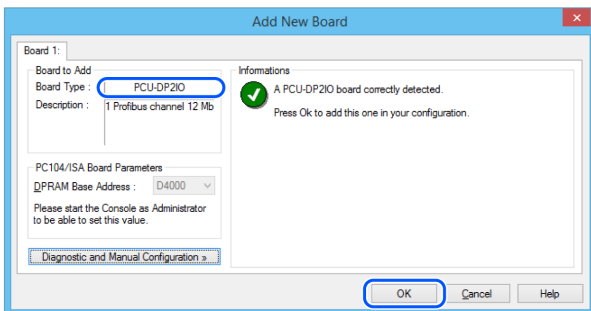 Add New Board
Board 1:
Board to Add
Board Type : PCU-DP2IO
Description : 1 Profibus channel 12 Mb
PC104/ISA Board Parameters
DPRAM Base Address : D4000
Please start the Console as Administrator
to be able to set this value.
Diagnostic and Manual Configuration »
Informations
A PCU-DP2IO board correctly detected.
Press Ok to add this one in your configuration.
OK Cancel Help